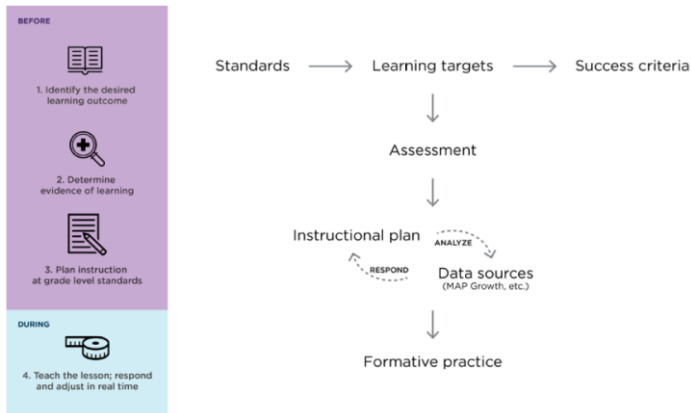 BEFORE
1. Identify the desired
learning outcome
2. Determine
evidence of learning
3. Plan instruction
at grade level standards
DURING
4. Teach the lesson; respond
and adjust in real time
Standards
Learning targets
Success criteria
Assessment
Instructional plan
ANALYZE
RESPOND
Data sources
(MAP Growth, etc.)
Formative practice